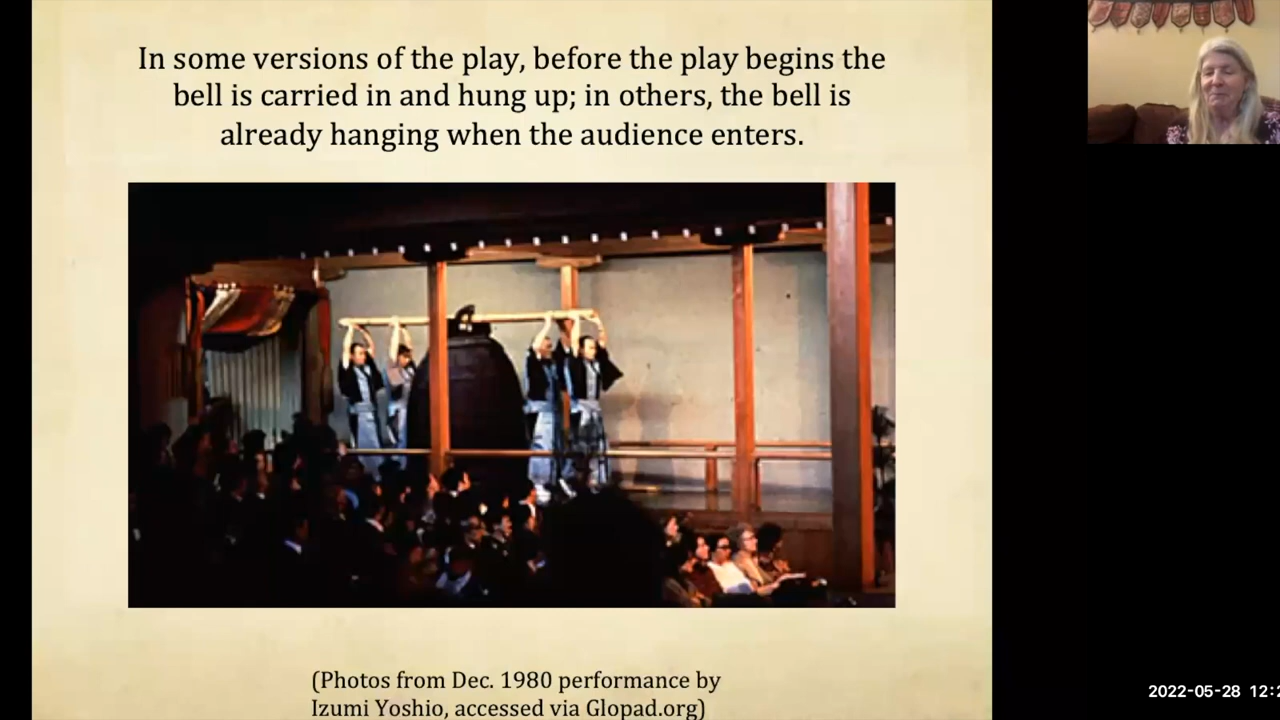 In some versions of the play, before the play begins the
bell is carried in and hung up; in others, the bell is
already hanging when the audience enters.
(Photos from Dec. 1980 performance by
Izumi Yoshio, accessed via Glopad.org)
2022-05-28 12:2